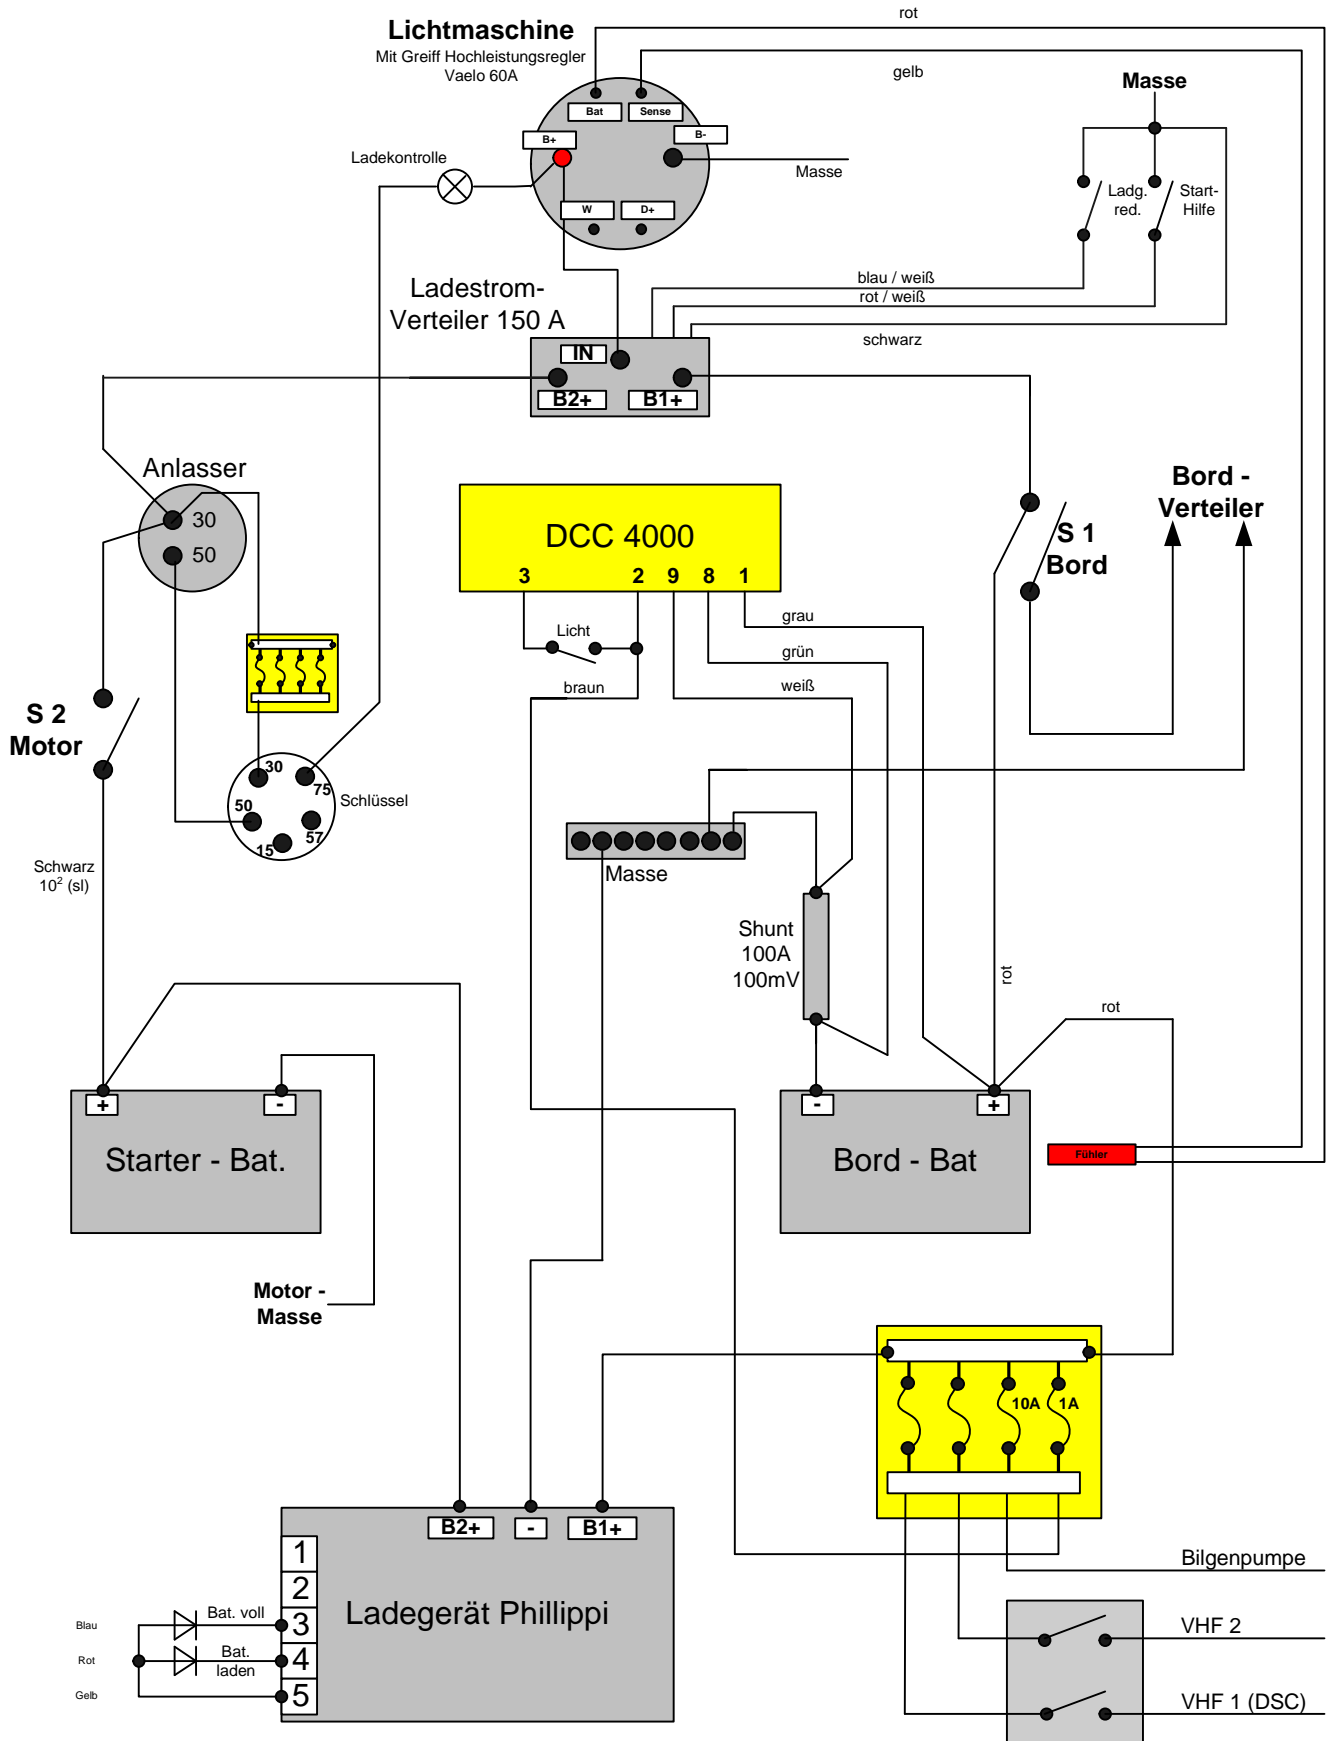 rot
Lichtmaschine
Mit Greiff Hochleistungsregler
Vaelo 60A
gelb
Masse
Bat
Sense
B+
B-
Ladekontrolle
Masse
W
D+
Ladg.
red.
Start-
Hilfe
Ladestrom-
Verteiler 150 A
blau / weiß
rot / weiß
schwarz
IN
B2+
B1+
Anlasser
30
50
DCC 4000
3
2
9
8
1
Bord -
Verteiler
S 1
Bord
Licht
grau
grün
braun
weiß
S 2
Motor
30
75
50
57
15
Schlüssel
Masse
Schwarz
10² (sl)
Shunt
100A
100mV
rot
rot
+
-
Starter - Bat.
-
+
Bord - Bat
Fühler
Motor -
Masse
10A
1A
B2+
-
B1+
1
2
3
4
5
Ladegerät Phillippi
Bat. voll
Bat.
laden
Blau
Rot
Gelb
Bilgenpumpe
VHF 2
VHF 1 (DSC)